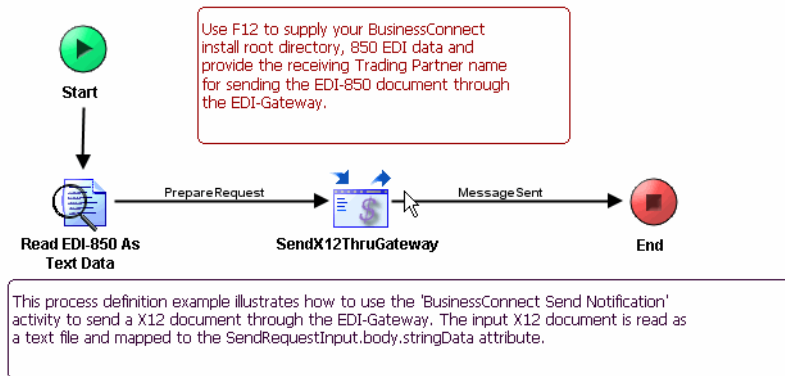 Use F12 to supply your BusinessConnect
install root directory, 850 EDI data and
provide the receiving Trading Partner name
for sending the EDI-850 document through
the EDI-Gateway.
Start
PrepareRequest
MessageSent
Read EDI-850 As
Text Data
SendX12ThruGateway
End
This process definition example illustrates how to use the 'BusinessConnect Send Notification'
activity to send a X12 document through the EDI-Gateway. The input X12 document is read as
a text file and mapped to the SendRequestInput.body.stringData attribute.